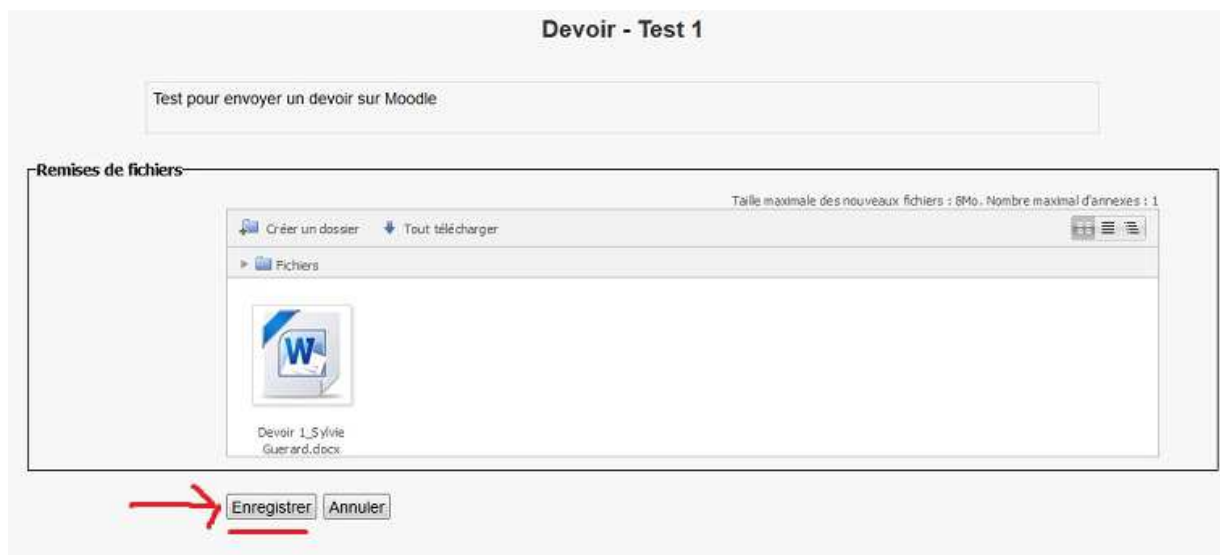 Devoir - Test 1
Test pour envoyer un devoir sur Moodle
Remises de fichiers
Taille maximale des nouveaux fichiers : 8Mo. Nombre maximal d'annexes : 1
Créer un dossier Tout télécharger
Fichiers
W
Devoir 1_Sylvie
Guerard.docx
Enregistrer Annuler